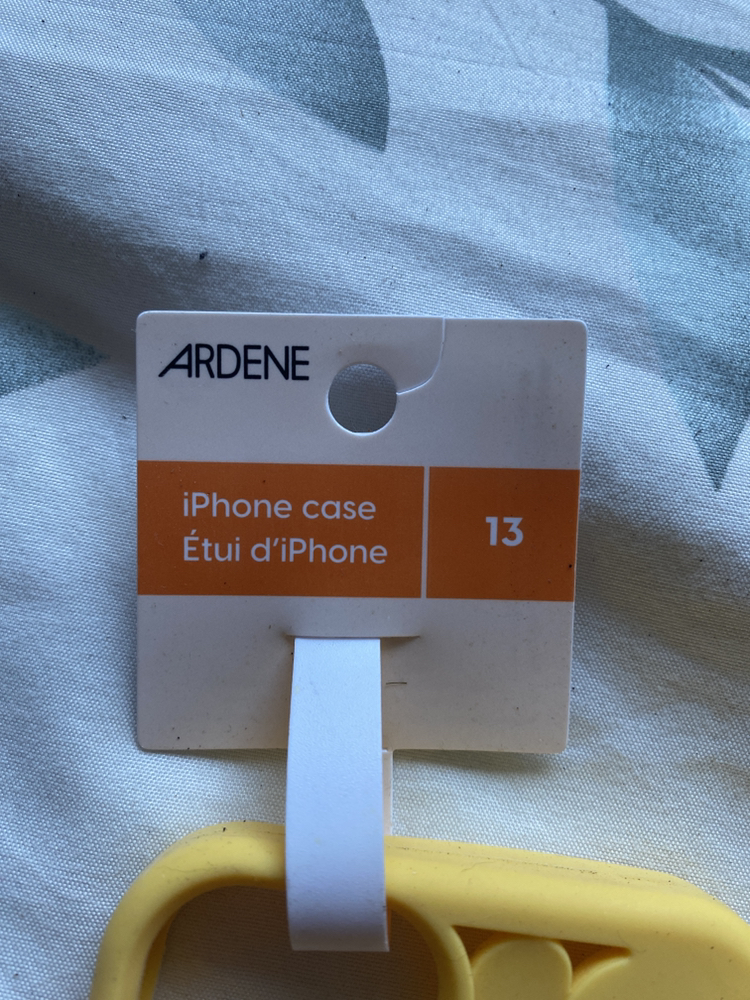 ARDENE
iPhone case
Étui d'iPhone
13